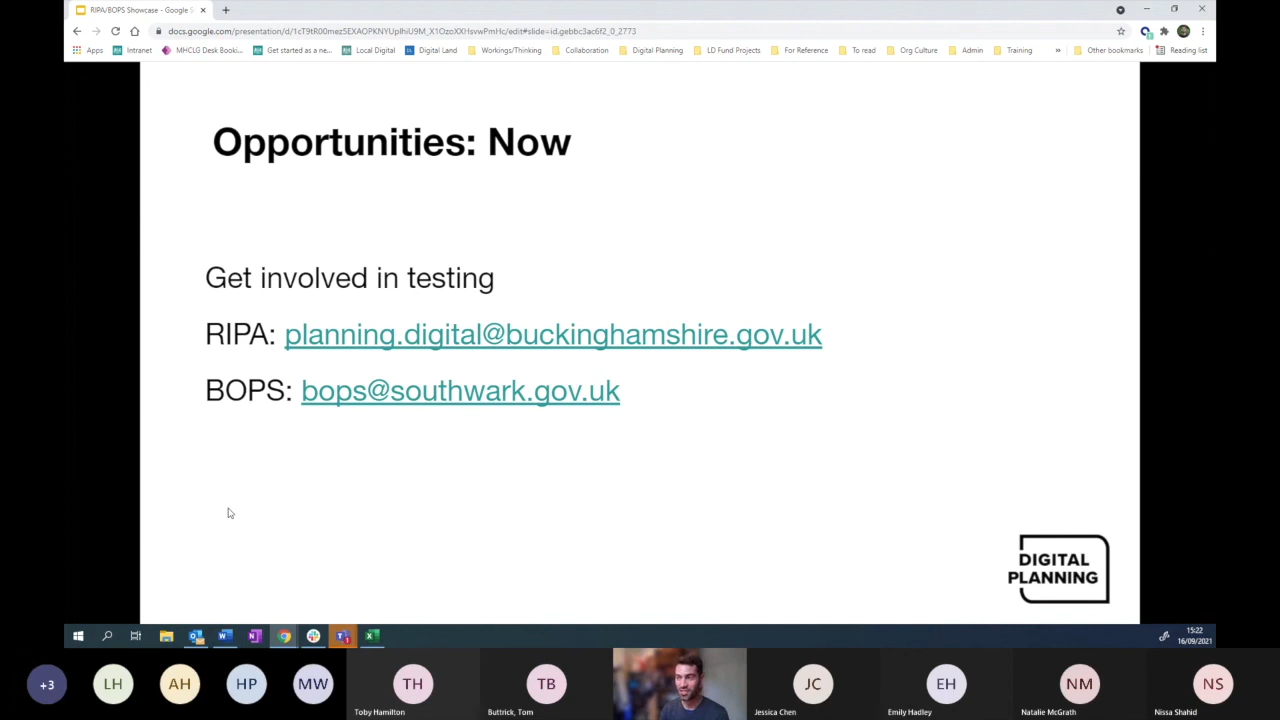 RIPA/BOPS Showcase - Google S
docs.google.com/presentation/d/1cT9tR00mez5EXAOPKNYUplhiU9M_X1OzoXXHsvwPmHc/edit#slide=id.gebbc3ac6f2_0_2773
Apps Intranet MHCLG Desk Booki... Get started as a ne... Local Digital Digital Land Workings/Thinking Collaboration Digital Planning LD Fund Projects For Reference To read Org Culture Admin Training » Other bookmarks Reading list
Opportunities: Now
Get involved in testing
RIPA: planning.digital@buckinghamshire.gov.uk
BOPS: bops@southwark.gov.uk
DIGITAL
PLANNING
15:22
16/09/2021
+3 LH AH HP MW TH TB JC EH NM NS
Toby Hamilton Buttrick, Tom Jessica Chen Emily Hadley Natalie McGrath Nissa Shahid